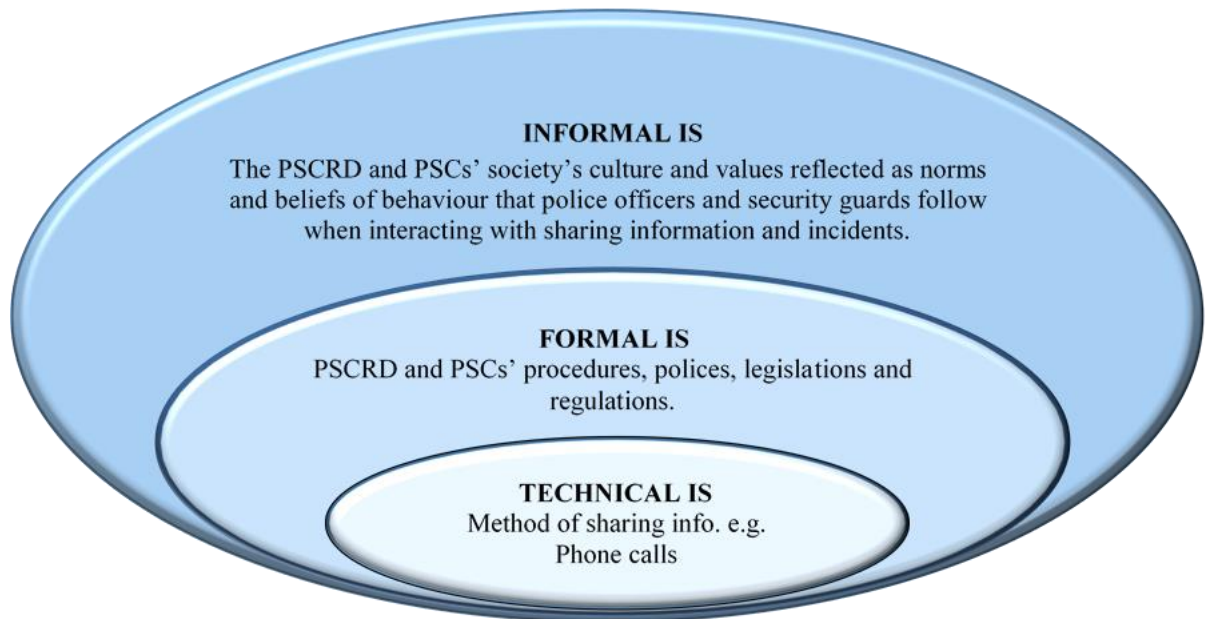 INFORMAL IS
The PSCRD and PSCs’ society’s culture and values reflected as norms
and beliefs of behaviour that police officers and security guards follow
when interacting with sharing information and incidents.
FORMAL IS
PSCRD and PSCs’ procedures, polices, legislations and
regulations.
TECHNICAL IS
Method of sharing info. e.g.
Phone calls